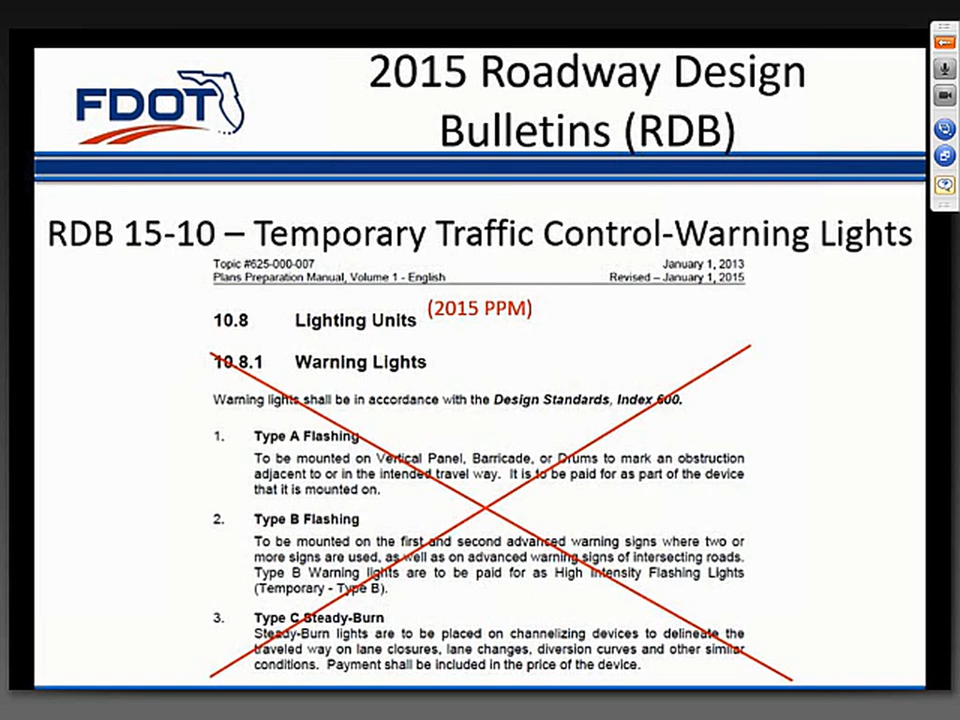 FDOT
2015 Roadway Design
Bulletins (RDB)
RDB 15-10 – Temporary Traffic Control-Warning Lights
Topic #625-000-007 January 1, 2013
Plans Preparation Manual, Volume 1 - English Revised – January 1, 2015
10.8 Lighting Units (2015 PPM)
10.8.1 Warning Lights
Warning lights shall be in accordance with the Design Standards, Index 600.
1. Type A Flashing
To be mounted on Vertical Panel, Barricade, or Drums to mark an obstruction
adjacent to or in the intended travel way. It is to be paid for as part of the device
that it is mounted on.
2. Type B Flashing
To be mounted on the first and second advanced warning signs where two or
more signs are used, as well as on advanced warning signs of intersecting roads.
Type B Warning lights are to be paid for as High Intensity Flashing Lights
(Temporary - Type B).
3. Type C Steady-Burn
Steady-Burn lights are to be placed on channelizing devices to delineate the
traveled way on lane closures, lane changes, diversion curves and other similar
conditions. Payment shall be included in the price of the device.